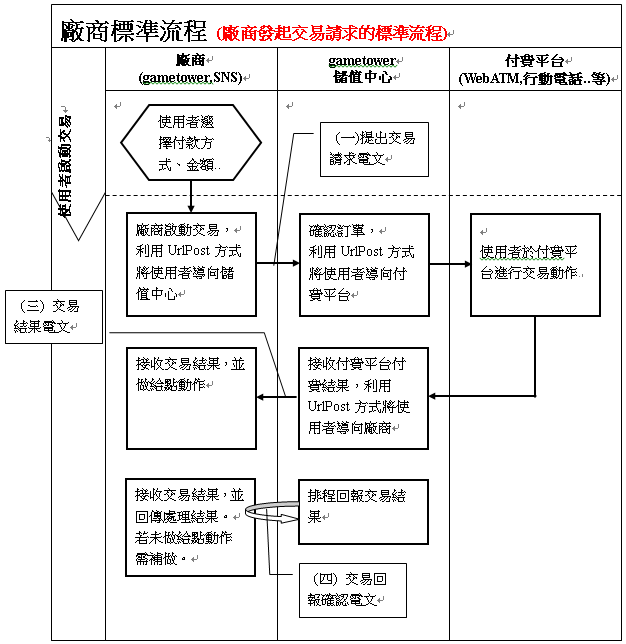 廠商標準流程 (廠商發起交易請求的標準流程)
廠商
(gametower,SNS)
gametower
儲值中心
付費平台
(WebATM,行動電話..等)
使用者啟動交易
使用者選
擇付款方
式、金額..
(一)提出交易
請求電文
廠商啟動交易，
利用 UrlPost 方式
將使用者導向儲
值中心
確認訂單，
利用 UrlPost 方式
將使用者導向付
費平台
使用者於付費平
台進行交易動作..
（三）交易
結果電文
接收交易結果，並
做給點動作
接收付費平台付
費結果，利用
UrlPost 方式將使
用者導向廠商
接收交易結果，並
回傳處理結果。
若未做給點動作
需補做。
排程回報交易結
果
（四）交易回
報確認電文